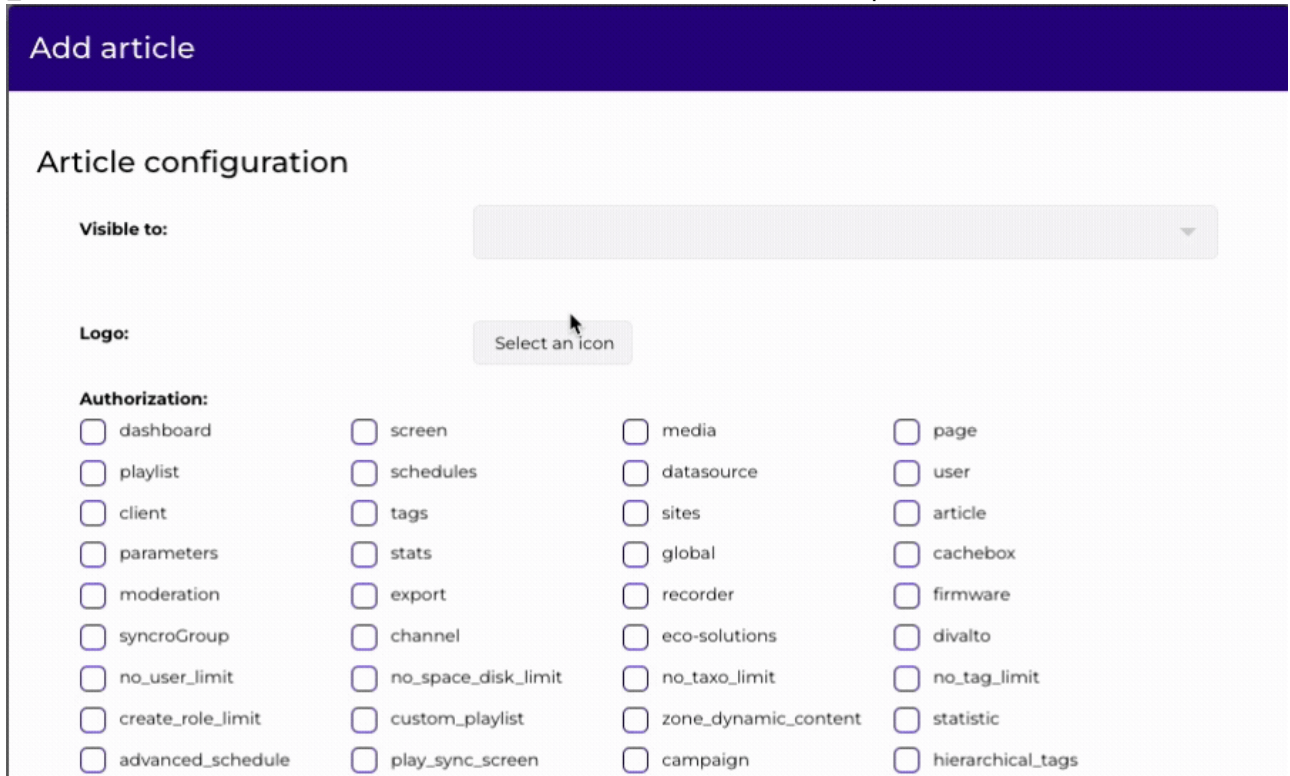 Add article
Article configuration
Visible to:
Logo:
Select an icon
Authorization:
dashboard screen media page
playlist schedules datasource user
client tags sites article
parameters stats global cachebox
moderation export recorder firmware
syncroGroup channel eco-solutions divalto
no_user_limit no_space_disk_limit no_taxo_limit no_tag_limit
create_role_limit custom_playlist zone_dynamic_content statistic
advanced_schedule play_sync_screen campaign hierarchical_tags